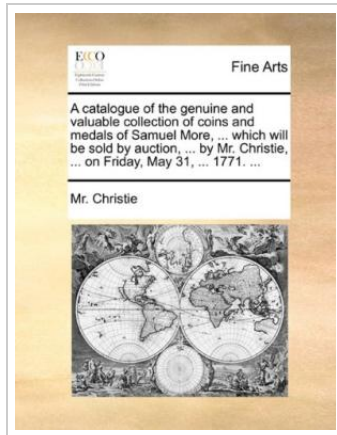 ECCO
Fine Arts
A catalogue of the genuine and
valuable collection of coins and
medals of Samuel More, ... which will
be sold by auction, ... by Mr. Christie,
... on Friday, May 31, ... 1771. ...
Mr. Christie